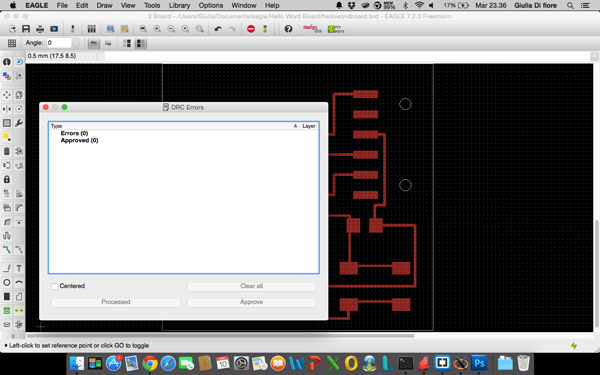 EAGLE File Edit Draw View Tools Library Options Window Help 17% Mar 23.36 Giulia Di fiore
2 Board - /Users/Giulia/Documents/eagle/Hello Word Board/hellowordboard.brd - EAGLE 7.2.0 Freemium
Angle: 0
0.5 mm (17.5 8.5)
DRC Errors
Type Layer
Errors (0)
Approved (0)
Centered Clear all
Processed Approve
Left-click to set reference point or click GO to toggle